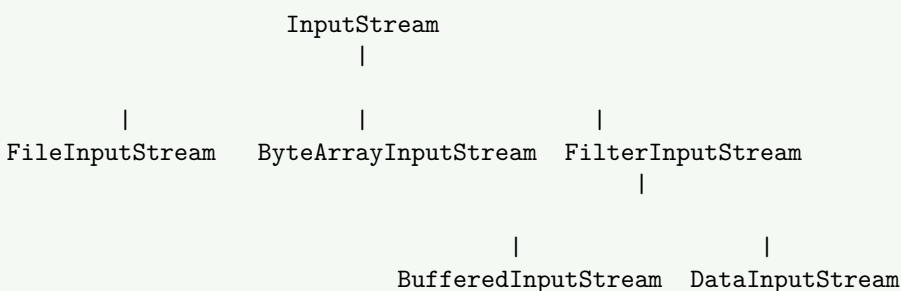 InputStream
|
| | |
FileInputStream ByteArrayInputStream FilterInputStream
|
| |
BufferedInputStream DataInputStream